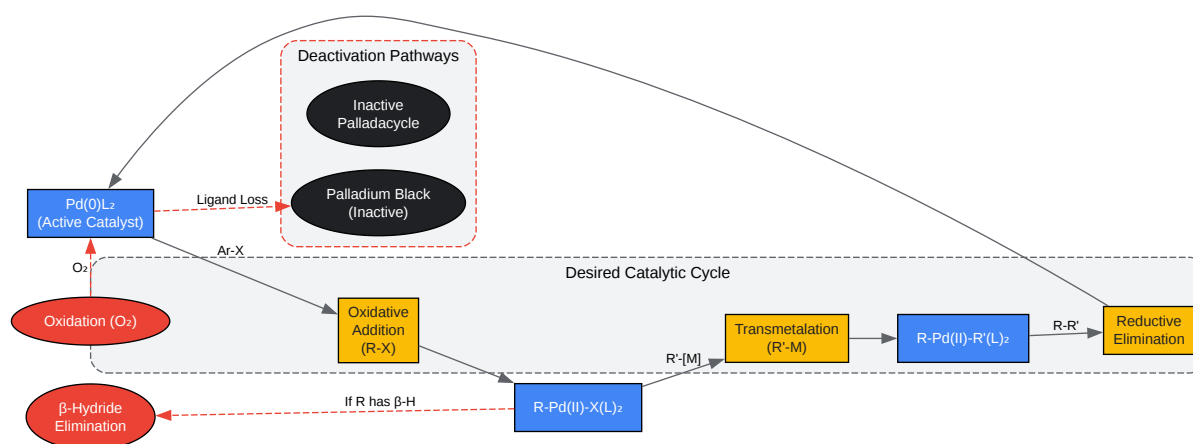 Deactivation Pathways
Inactive
Palladacycle
Pd(0)L₂
(Active Catalyst)
Ligand Loss
Palladium Black
(Inactive)
Ar-X
O₂
Desired Catalytic Cycle
Oxidation (O₂)
Oxidative
Addition
(R-X)
Transmetalation
(R'-M)
R-Pd(II)-R'(L)₂
R-R'
Reductive
Elimination
R'-[M]
If R has β-H
β-Hydride
Elimination
R-Pd(II)-X(L)₂